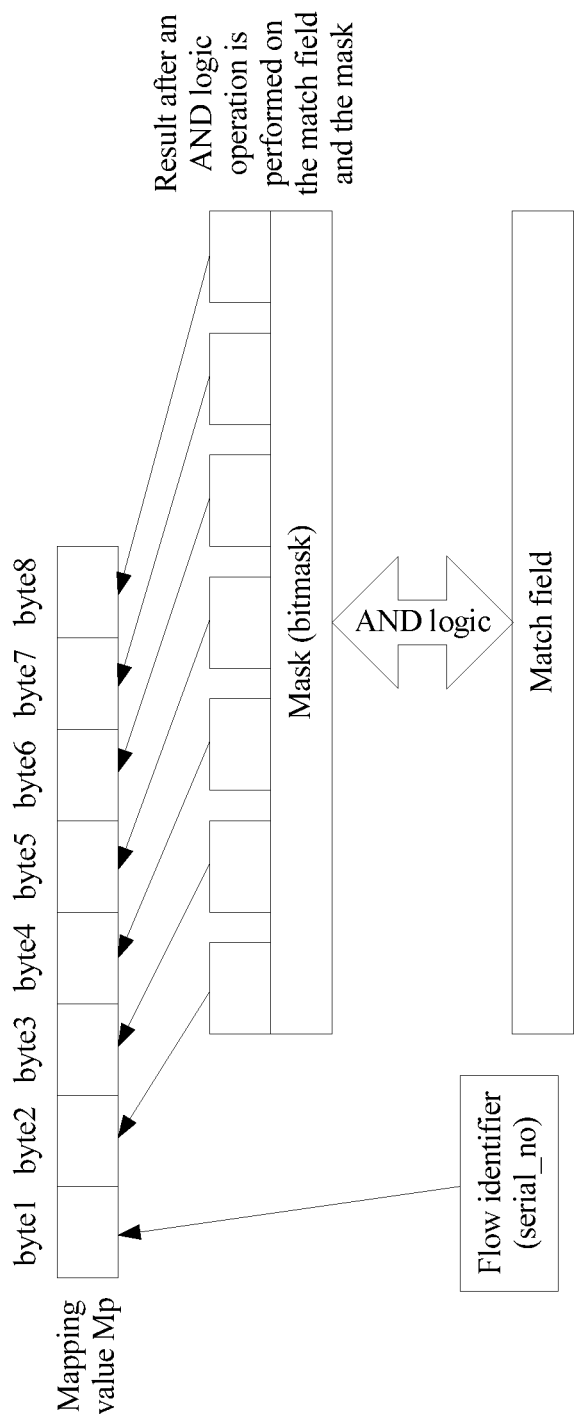 byte1 byte2 byte3 byte4 byte5 byte6 byte7 byte8
Mapping
value Mp
Result after an
AND logic
operation is
performed on
the match field
and the mask
Mask (bitmask)
AND logic
Flow identifier
(serial_no)
Match field